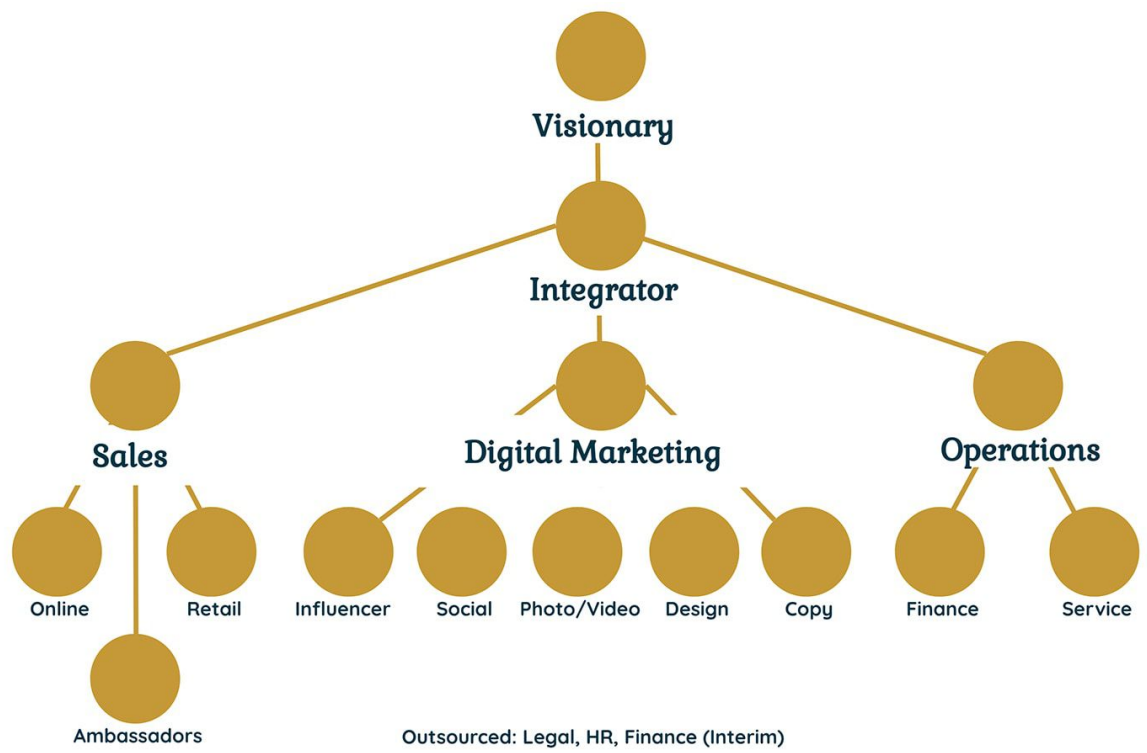 Visionary
Integrator
Sales
Digital Marketing
Operations
Online
Retail
Influencer
Social
Photo/Video
Design
Copy
Finance
Service
Ambassadors
Outsourced: Legal, HR, Finance (Interim)